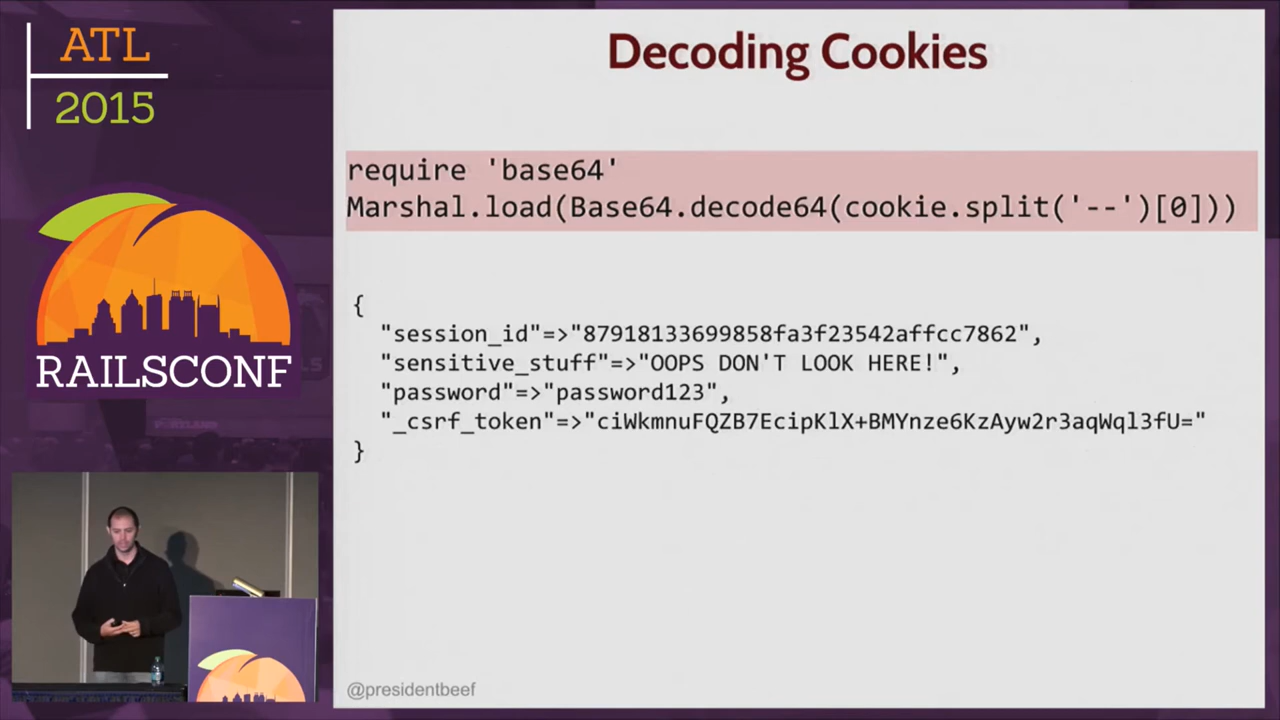 ATL
2015
RAILSCONF
Decoding Cookies
require 'base64'
Marshal.load(Base64.decode64(cookie.split('--')[0]))
{
"session_id"=>"87918133699858fa3f23542affcc7862",
"sensitive_stuff"=>"OOPS DON'T LOOK HERE!",
"password"=>"password123",
"_csrf_token"=>"ciWkmnuFQZB7EcipKlX+BMYnze6KzAyw2r3aqWql3fU="
}
@presidentbeef